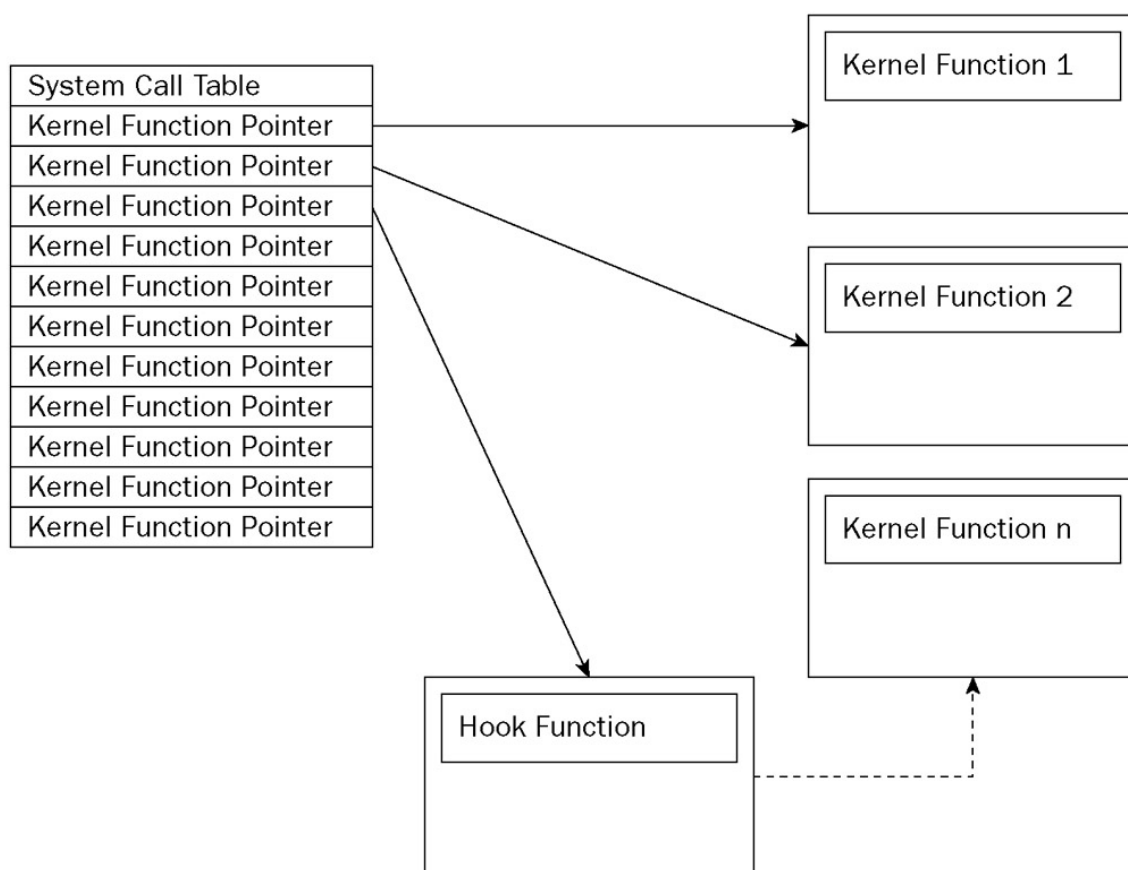 System Call Table
Kernel Function Pointer
Kernel Function Pointer
Kernel Function Pointer
Kernel Function Pointer
Kernel Function Pointer
Kernel Function Pointer
Kernel Function Pointer
Kernel Function Pointer
Kernel Function Pointer
Kernel Function Pointer
Kernel Function Pointer
Kernel Function 1
Kernel Function 2
Kernel Function n
Hook Function